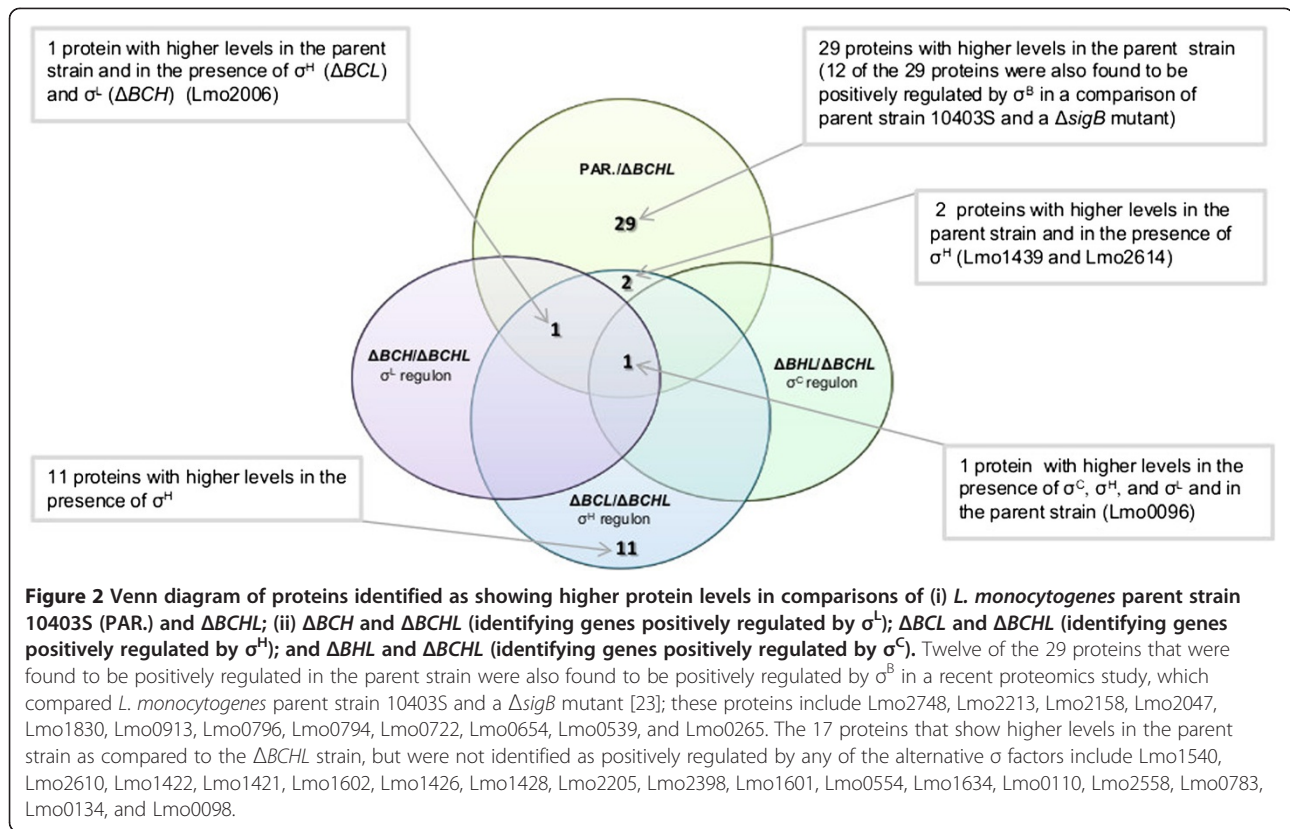 1 protein with higher levels in the parent
strain and in the presence of σᴴ (ΔBCL)
and σᴸ (ΔBCH) (Lmo2006)
29 proteins with higher levels in the parent strain
(12 of the 29 proteins were also found to be
positively regulated by σᴮ in a comparison of
parent strain 10403S and a ΔsigB mutant)
PAR./ΔBCHL
29
2 proteins with higher levels in the
parent strain and in the presence of
σᴴ (Lmo1439 and Lmo2614)
2
1
ΔBCH/ΔBCHL
σᴸ regulon
1
ΔBHL/ΔBCHL
σᶜ regulon
11 proteins with higher levels in the
presence of σᴴ
1 protein with higher levels in the
presence of σᶜ, σᴴ, and σᴸ and in
the parent strain (Lmo0096)
ΔBCL/ΔBCHL
σᴴ regulon
11
Figure 2 Venn diagram of proteins identified as showing higher protein levels in comparisons of (i) L. monocytogenes parent strain
10403S (PAR.) and ΔBCHL; (ii) ΔBCH and ΔBCHL (identifying genes positively regulated by σᴸ); ΔBCL and ΔBCHL (identifying genes
positively regulated by σᴴ); and ΔBHL and ΔBCHL (identifying genes positively regulated by σᶜ). Twelve of the 29 proteins that were
found to be positively regulated in the parent strain were also found to be positively regulated by σᴮ in a recent proteomics study, which
compared L. monocytogenes parent strain 10403S and a ΔsigB mutant [23]; these proteins include Lmo2748, Lmo2213, Lmo2158, Lmo2047,
Lmo1830, Lmo0913, Lmo0796, Lmo0794, Lmo0722, Lmo0654, Lmo0539, and Lmo0265. The 17 proteins that show higher levels in the parent
strain as compared to the ΔBCHL strain, but were not identified as positively regulated by any of the alternative σ factors include Lmo1540,
Lmo2610, Lmo1422, Lmo1421, Lmo1602, Lmo1426, Lmo1428, Lmo2205, Lmo2398, Lmo1601, Lmo0554, Lmo1634, Lmo0110, Lmo2558, Lmo0783,
Lmo0134, and Lmo0098.